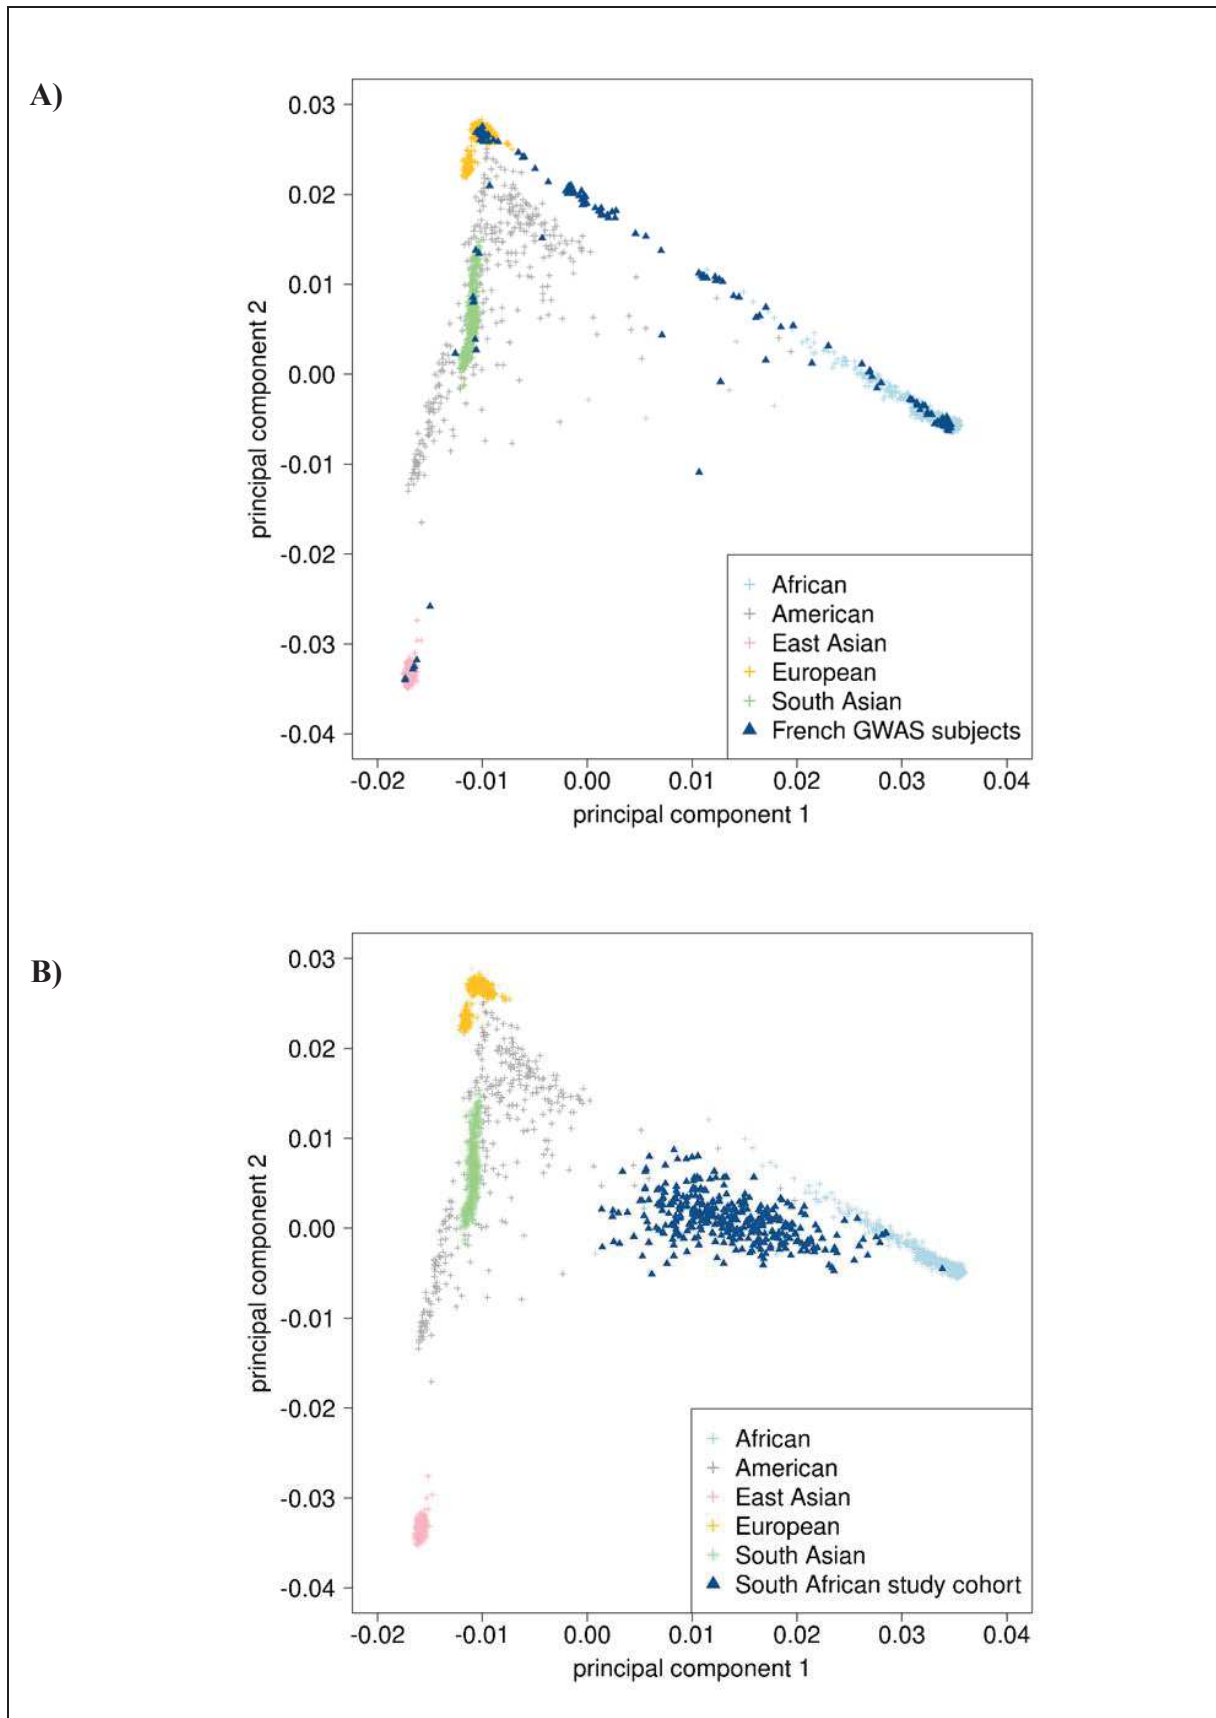 A)
0.03
0.02
0.01
0.00
-0.01
-0.02
-0.03
-0.04
principal component 2
African
American
East Asian
European
South Asian
French GWAS subjects
-0.02 -0.01 0.00 0.01 0.02 0.03 0.04
principal component 1
B)
0.03
0.02
0.01
0.00
-0.01
-0.02
-0.03
-0.04
principal component 2
African
American
East Asian
European
South Asian
South African study cohort
-0.02 -0.01 0.00 0.01 0.02 0.03 0.04
principal component 1